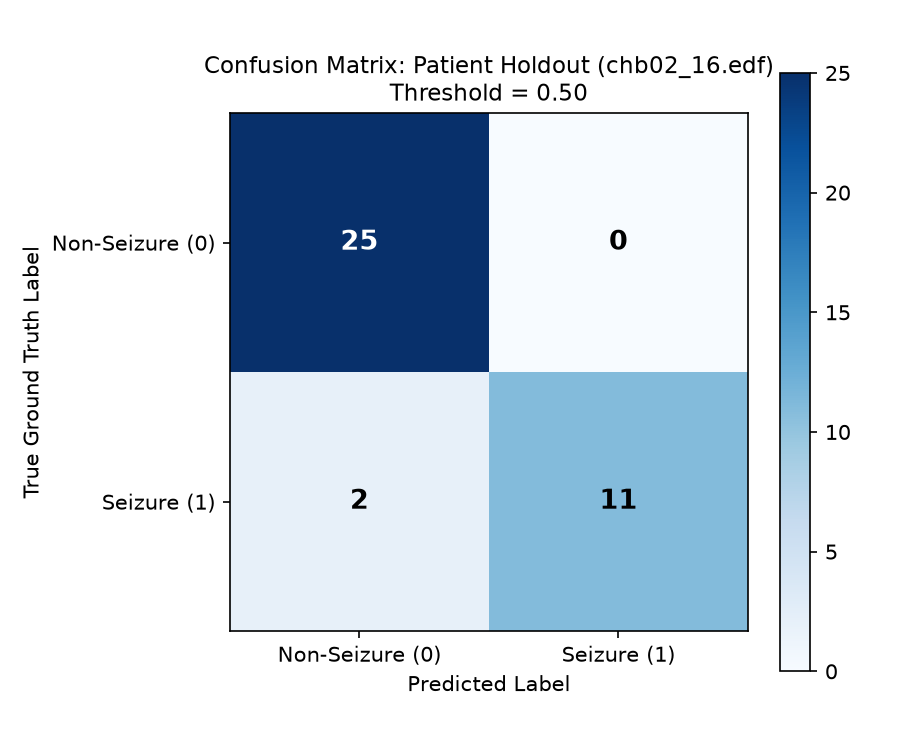 Confusion Matrix: Patient Holdout (chb02_16.edf)
Threshold = 0.50
True Ground Truth Label
Non-Seizure (0)
25
0
Seizure (1)
2
11
Non-Seizure (0)
Seizure (1)
Predicted Label
25
20
15
10
5
0